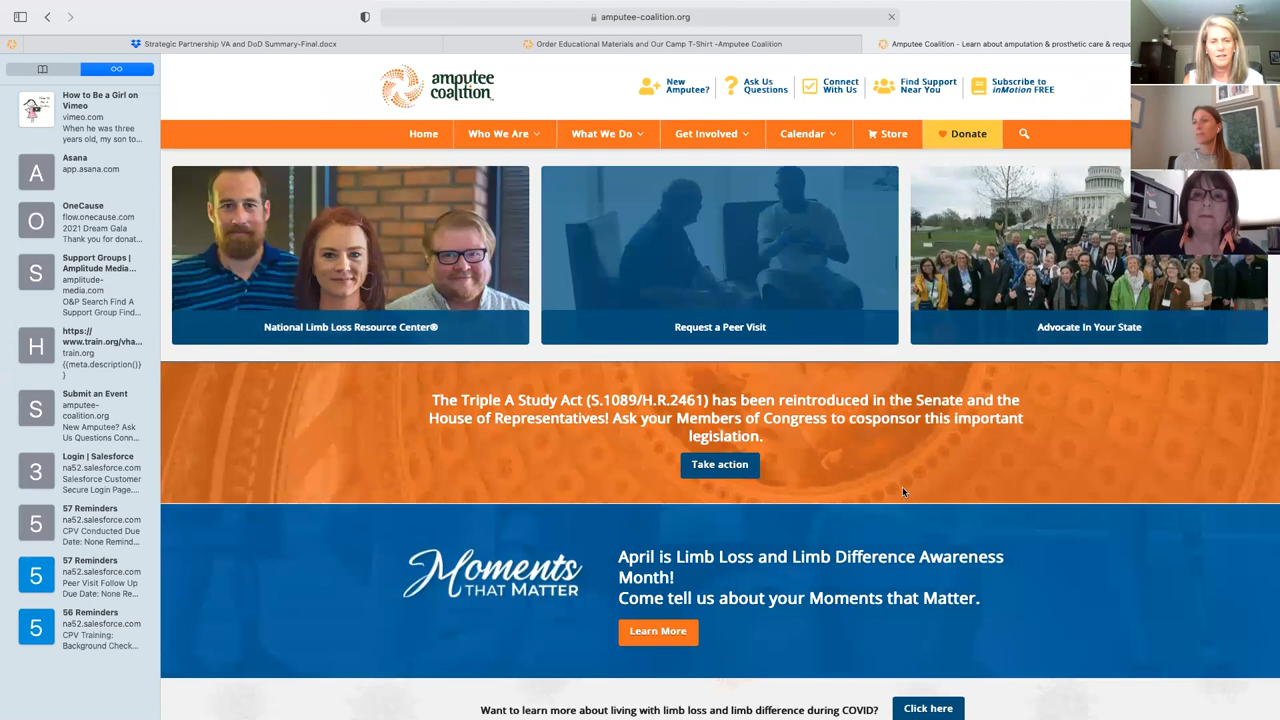 amputee-coalition.org
Strategic Partnership VA and DoD Summary-Final.docx
Order Educational Materials and Our Camp T-Shirt -Amputee Coalition
Amputee Coalition - Learn about amputation & prosthetic care & reque
How to Be a Girl on
Vimeo
vimeo.com
When he was three
years old, my son to...
A
Asana
app.asana.com
O
OneCause
flow.onecause.com
2021 Dream Gala
Thank you for donat...
S
Support Groups |
Amplitude Media...
amplitude-
media.com
O&P Search Find A
Support Group Find...
H
https://
www.train.org/vha...
train.org
{{meta.description()}
}
S
Submit an Event
amputee-
coalition.org
New Amputee? Ask
Us Questions Conn...
3
Login | Salesforce
na52.salesforce.com
Salesforce Customer
Secure Login Page....
5
57 Reminders
na52.salesforce.com
CPV Conducted Due
Date: None Remind...
5
57 Reminders
na52.salesforce.com
Peer Visit Follow Up
Due Date: None Re...
5
56 Reminders
na52.salesforce.com
CPV Training:
Background Check...
amputee
coalition
New
Amputee?
Ask Us
Questions
Connect
With Us
Find Support
Near You
Subscribe to
inMotion FREE
Home
Who We Are
What We Do
Get Involved
Calendar
Store
Donate
National Limb Loss Resource Center®
Request a Peer Visit
Advocate In Your State
The Triple A Study Act (S.1089/H.R.2461) has been reintroduced in the Senate and the
House of Representatives! Ask your Members of Congress to cosponsor this important
legislation.
Take action
Moments
THAT MATTER
April is Limb Loss and Limb Difference Awareness
Month!
Come tell us about your Moments that Matter.
Learn More
Want to learn more about living with limb loss and limb difference during COVID?
Click here